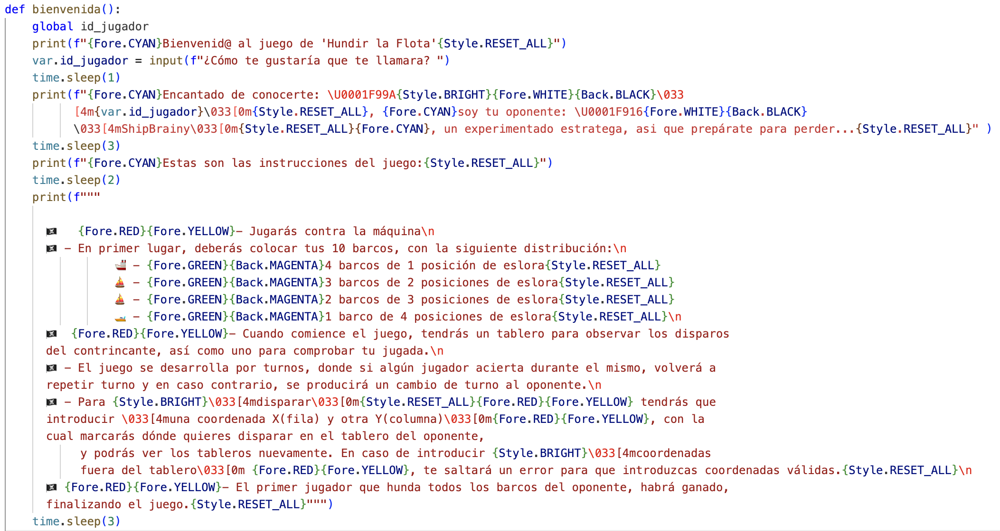 def bienvenida():
    global id_jugador
    print(f"{Fore.CYAN}Bienvenid@ al juego de 'Hundir la Flota'{Style.RESET_ALL}")
    var.id_jugador = input(f"¿Cómo te gustaría que te llamara? ")
    time.sleep(1)
    print(f"{Fore.CYAN}Encantado de conocerte: \U0001F99A{Style.BRIGHT}{Fore.WHITE}{Back.BLACK}\033
          [4m{var.id_jugador}\033[0m{Style.RESET_ALL}, {Fore.CYAN}soy tu oponente: \U0001F916{Fore.WHITE}{Back.BLACK}
          \033[4mShipBrainy\033[0m{Style.RESET_ALL}{Fore.CYAN}, un experimentado estratega, asi que prepárate para perder...{Style.RESET_ALL}" )
    time.sleep(3)
    print(f"{Fore.CYAN}Estas son las instrucciones del juego:{Style.RESET_ALL}")
    time.sleep(2)
    print(f"""
      🏴‍☠️   {Fore.RED}{Fore.YELLOW}- Jugarás contra la máquina\n
      🏴‍☠️ - En primer lugar, deberás colocar tus 10 barcos, con la siguiente distribución:\n
                🚢 - {Fore.GREEN}{Back.MAGENTA}4 barcos de 1 posición de eslora{Style.RESET_ALL}
                ⛵ - {Fore.GREEN}{Back.MAGENTA}3 barcos de 2 posiciones de eslora{Style.RESET_ALL}
                ⛵ - {Fore.GREEN}{Back.MAGENTA}2 barcos de 3 posiciones de eslora{Style.RESET_ALL}
                🚤 - {Fore.GREEN}{Back.MAGENTA}1 barco de 4 posiciones de eslora{Style.RESET_ALL}\n
      🏴‍☠️  {Fore.RED}{Fore.YELLOW}- Cuando comience el juego, tendrás un tablero para observar los disparos
      del contrincante, así como uno para comprobar tu jugada.\n
      🏴‍☠️ - El juego se desarrolla por turnos, donde si algún jugador acierta durante el mismo, volverá a
      repetir turno y en caso contrario, se producirá un cambio de turno al oponente.\n
      🏴‍☠️ - Para {Style.BRIGHT}\033[4mdisparar\033[0m{Style.RESET_ALL}{Fore.RED}{Fore.YELLOW} tendrás que
      introducir \033[4muna coordenada X(fila) y otra Y(columna)\033[0m{Fore.RED}{Fore.YELLOW}, con la
      cual marcarás dónde quieres disparar en el tablero del oponente,
           y podrás ver los tableros nuevamente. En caso de introducir {Style.BRIGHT}\033[4mcoordenadas
           fuera del tablero\033[0m {Fore.RED}{Fore.YELLOW}, te saltará un error para que introduzcas coordenadas válidas.{Style.RESET_ALL}\n
      🏴‍☠️ {Fore.RED}{Fore.YELLOW}- El primer jugador que hunda todos los barcos del oponente, habrá ganado,
      finalizando el juego.{Style.RESET_ALL}""")
    time.sleep(3)